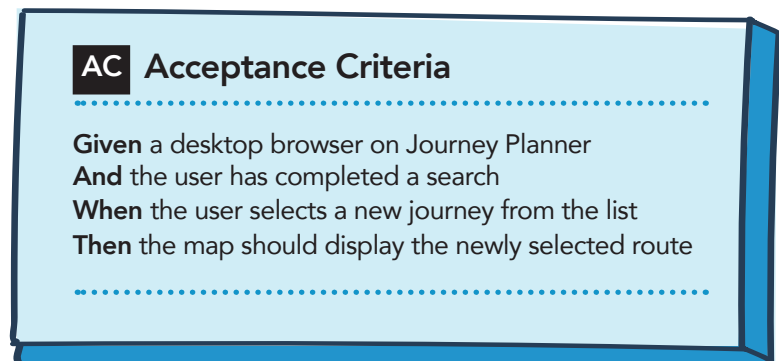 AC Acceptance Criteria
Given a desktop browser on Journey Planner
And the user has completed a search
When the user selects a new journey from the list
Then the map should display the newly selected route